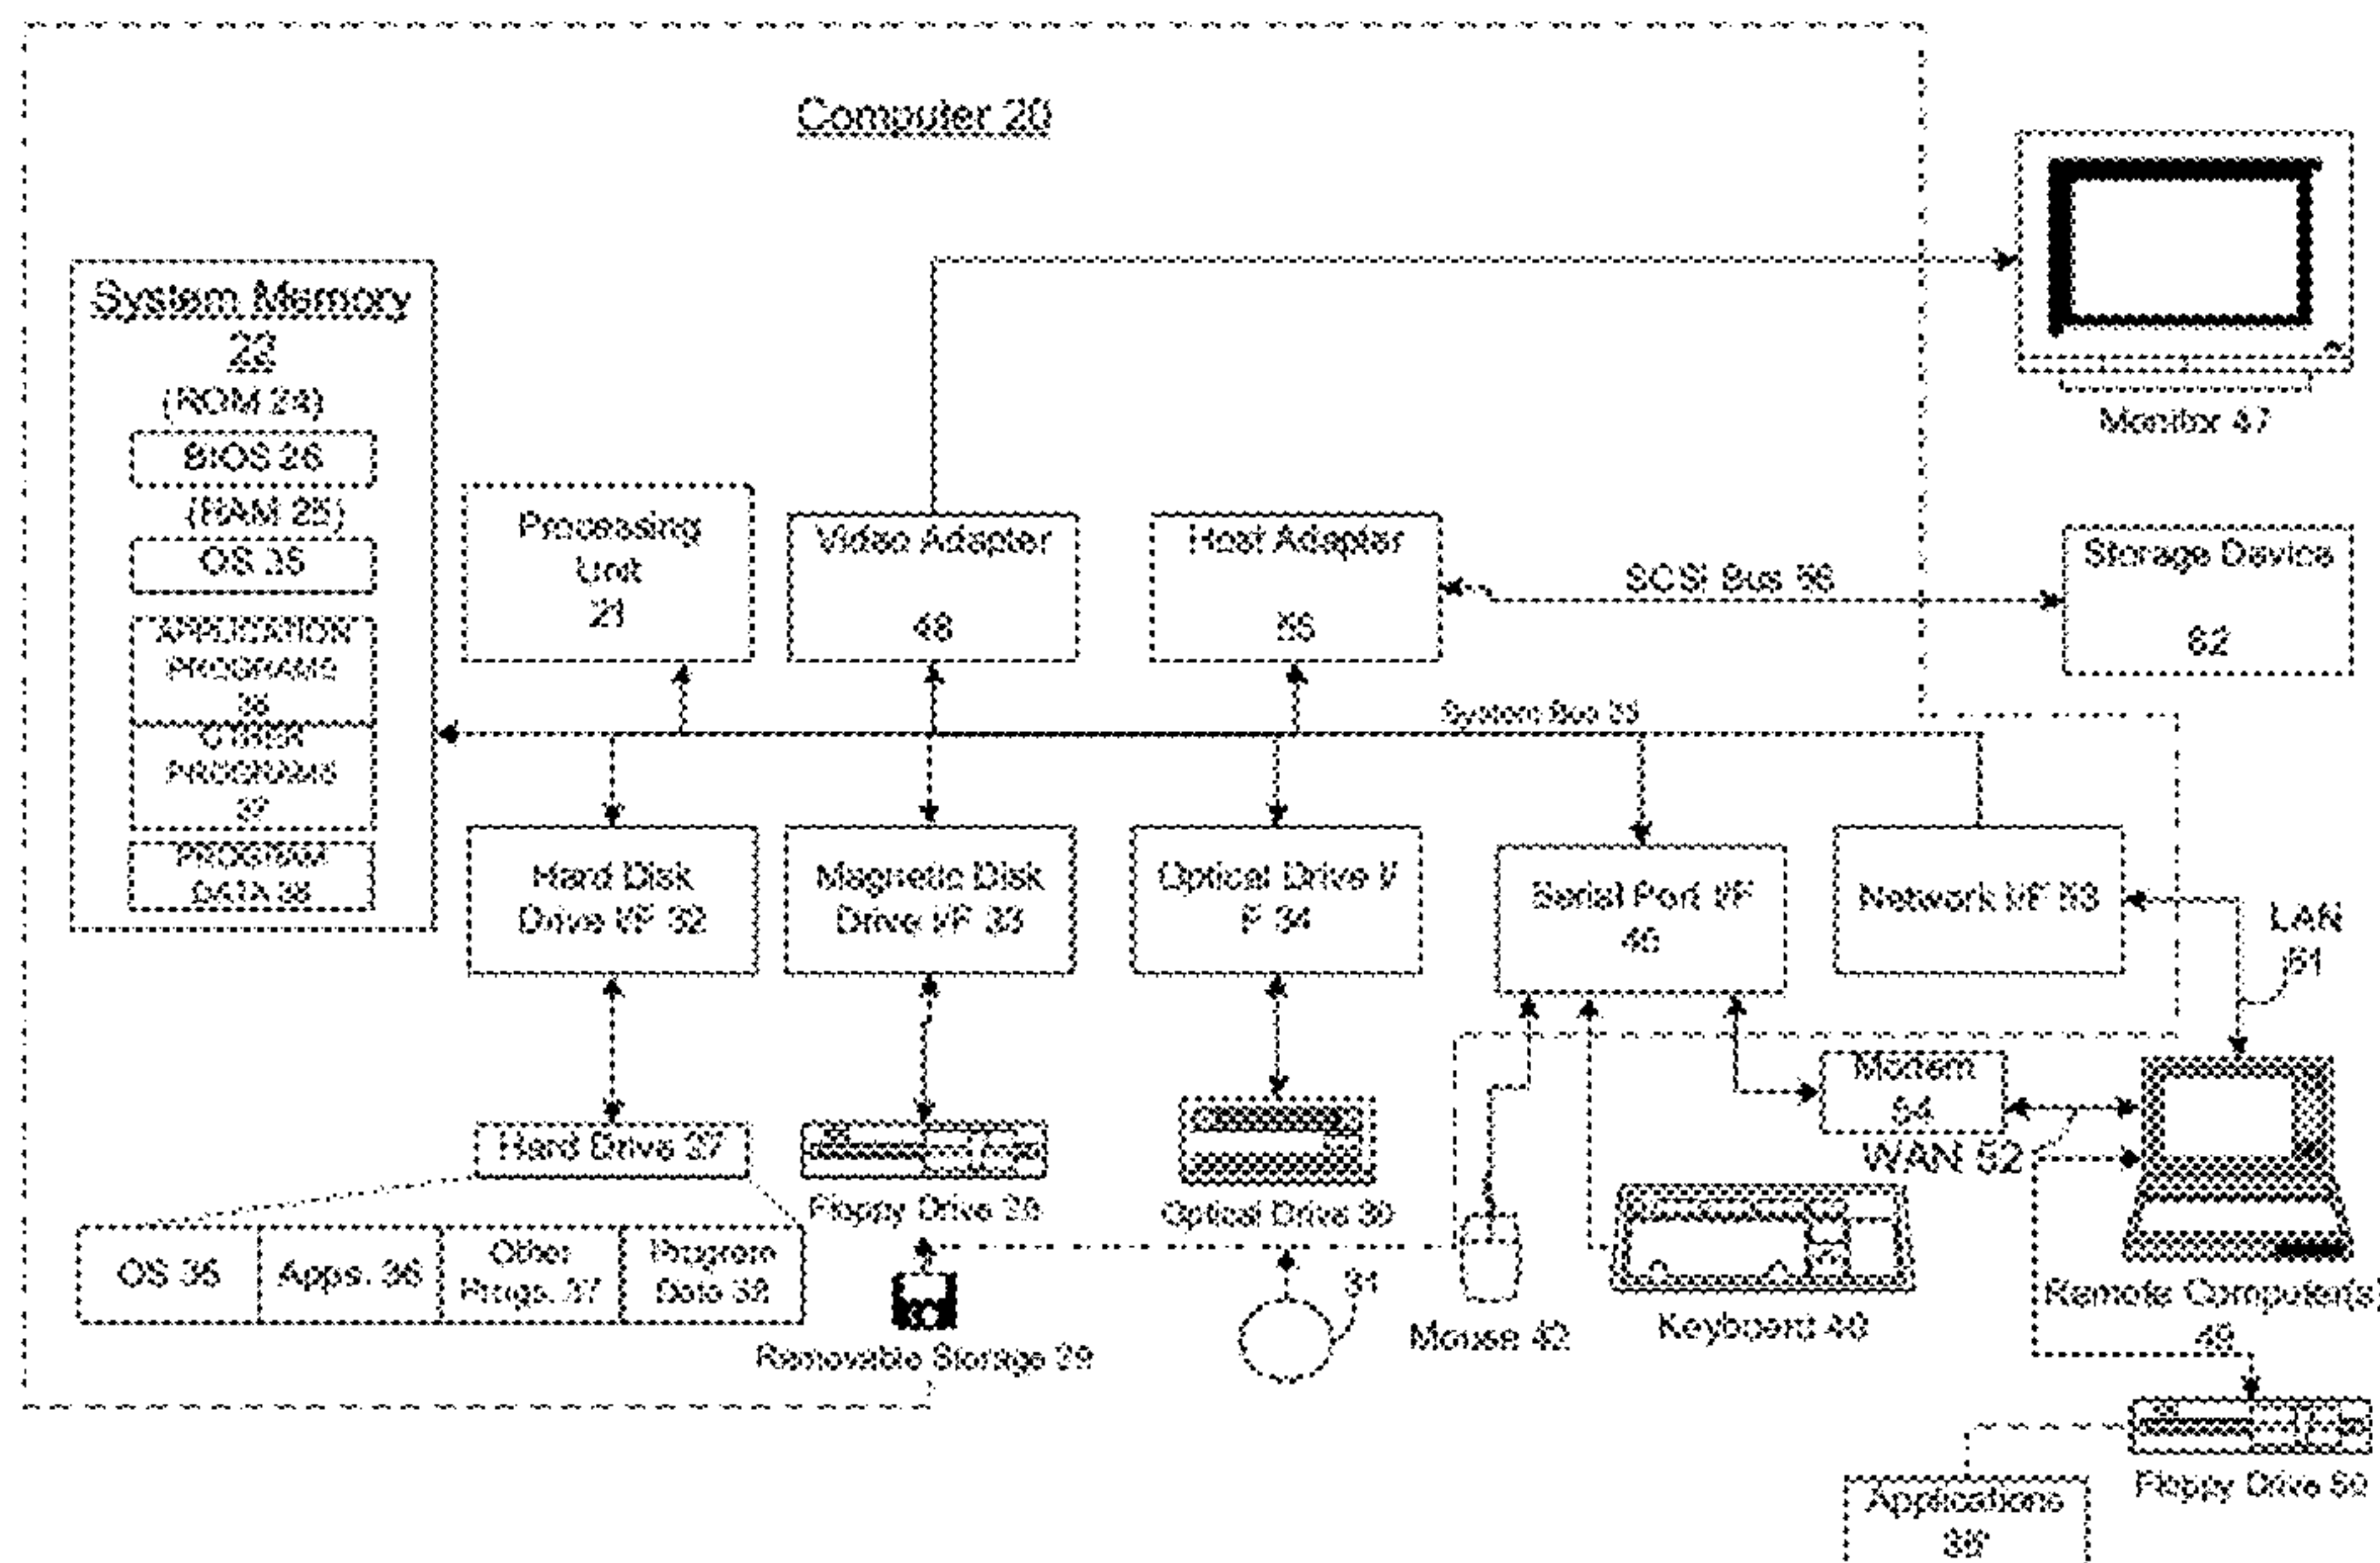 Computer 20
System Memory
22
(ROM 24)
BIOS 26
(RAM 25)
OS 35
APPLICATION
PROGRAMS
36
OTHER
PROGRAMS
37
PROGRAM
DATA 38
Processing
Unit
21
Video Adapter
48
Host Adapter
55
SCSI Bus 56
Monitor 47
Storage Device
62
System Bus 23
Hard Disk
Drive I/F 32
Magnetic Disk
Drive I/F 33
Optical Drive I/
F 34
Serial Port I/F
46
Network I/F 53
LAN
51
Modem
54
WAN 52
Hard Drive 27
Floppy Drive 28
Optical Drive 30
OS 35
Apps. 36
Other
Progs. 37
Program
Data 38
Removable Storage 29
31
Mouse 42
Keyboard 40
Remote Computer(s)
49
Floppy Drive 50
Applications
36'